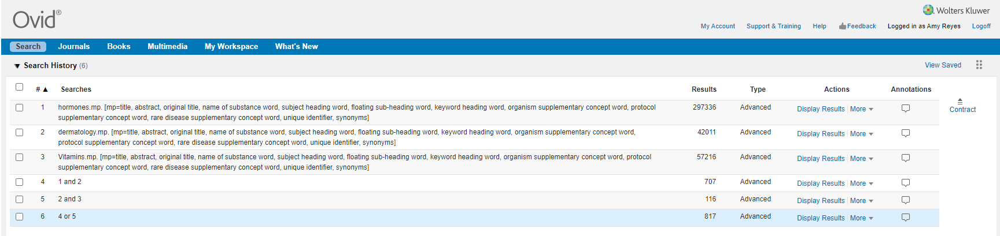 Ovid®
Wolters Kluwer
My Account Support & Training Help Feedback Logged in as Amy Reyes Logoff
Search Journals Books Multimedia My Workspace What's New
▼ Search History (6) View Saved
# ▲ Searches Results Type Actions Annotations
1 hormones.mp. [mp=title, abstract, original title, name of substance word, subject heading word, floating sub-heading word, keyword heading word, organism supplementary concept word, protocol 297336 Advanced Display Results More
supplementary concept word, rare disease supplementary concept word, unique identifier, synonyms]
Contract
2 dermatology.mp. [mp=title, abstract, original title, name of substance word, subject heading word, floating sub-heading word, keyword heading word, organism supplementary concept word, 42011 Advanced Display Results More
protocol supplementary concept word, rare disease supplementary concept word, unique identifier, synonyms]
3 Vitamins.mp. [mp=title, abstract, original title, name of substance word, subject heading word, floating sub-heading word, keyword heading word, organism supplementary concept word, protocol 57216 Advanced Display Results More
supplementary concept word, rare disease supplementary concept word, unique identifier, synonyms]
4 1 and 2 707 Advanced Display Results More
5 2 and 3 116 Advanced Display Results More
6 4 or 5 817 Advanced Display Results More